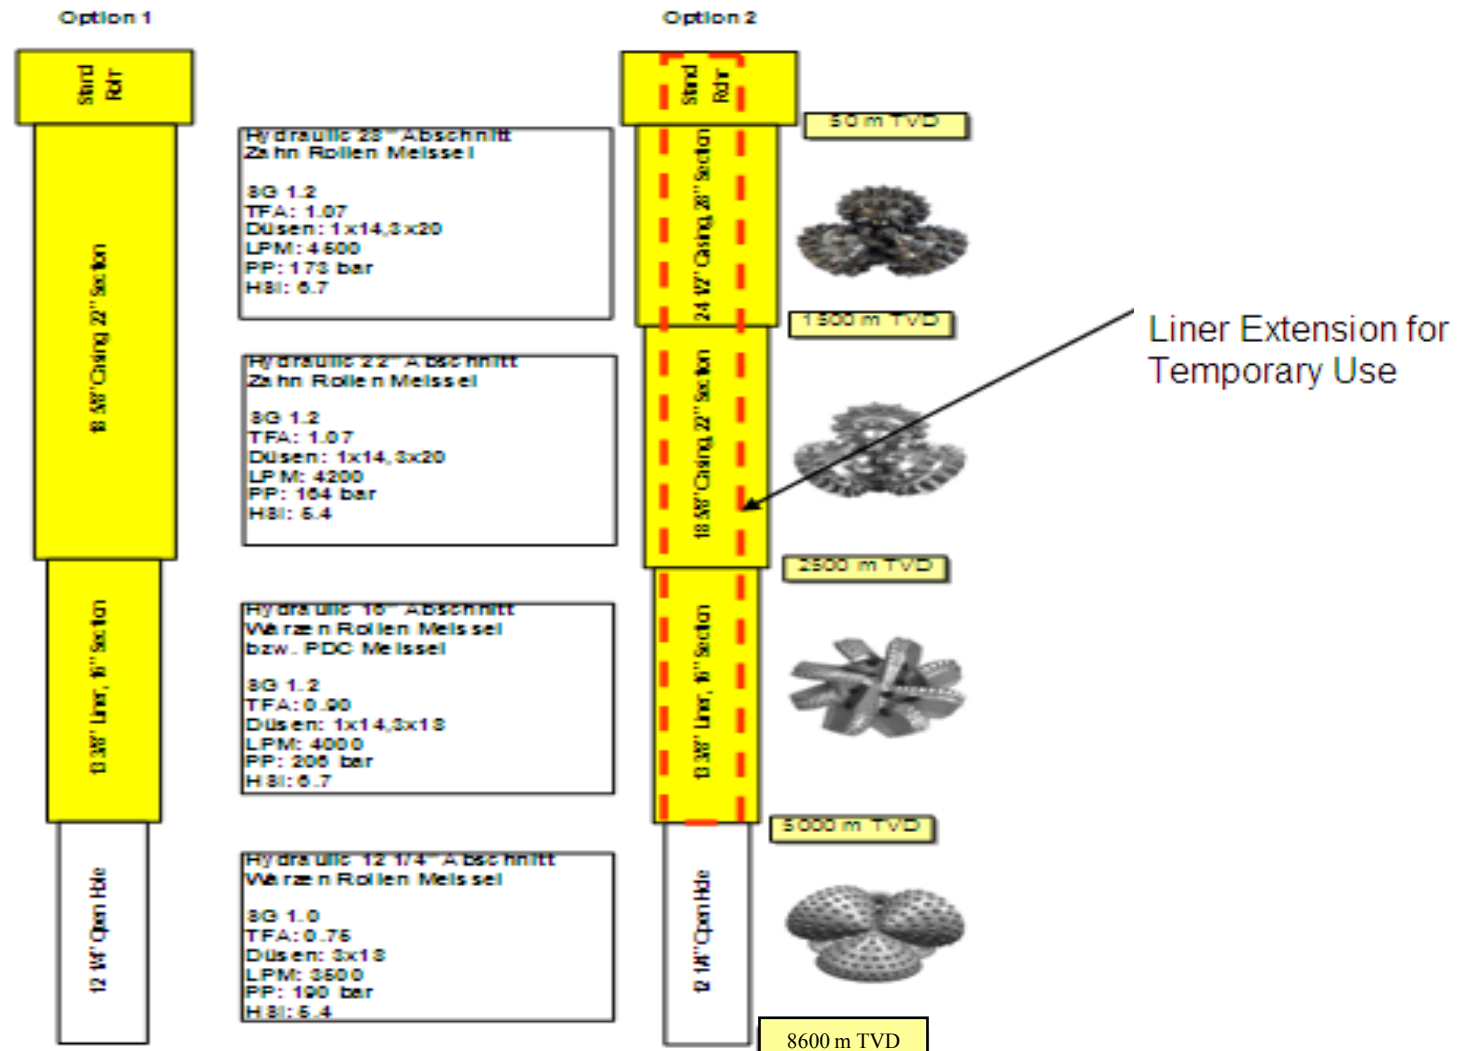 Option 1
Option 2
Stand
Rohr
18 5/8" Casing, 22" Section
13 3/8" Liner, 16" Section
12 1/4" Open Hole
Hydraulic 28" Abschnitt
Zahn Rollen Meissel
SG 1.2
TFA: 1.07
Düsen: 1x14,3x20
LPM: 4500
PP: 173 bar
HSI: 6.7
Hydraulic 22" Abschnitt
Zahn Rollen Meissel
SG 1.2
TFA: 1.07
Düsen: 1x14,3x20
LPM: 4200
PP: 164 bar
HSI: 5.4
Hydraulic 16" Abschnitt
Warzen Rollen Meissel
bzw. PDC Meissel
SG 1.2
TFA: 0.90
Düsen: 1x14,3x18
LPM: 4000
PP: 206 bar
HSI: 6.7
Hydraulic 12 1/4" Abschnitt
Warzen Rollen Meissel
SG 1.0
TFA: 0.75
Düsen: 3x18
LPM: 3500
PP: 190 bar
HSI: 5.4
Stand
Rohr
24 1/2" Casing, 28" Section
18 5/8" Casing, 22" Section
13 3/8" Liner, 16" Section
12 1/4" Open Hole
50 m TVD
1500 m TVD
2500 m TVD
5000 m TVD
8600 m TVD
Liner Extension for
Temporary Use